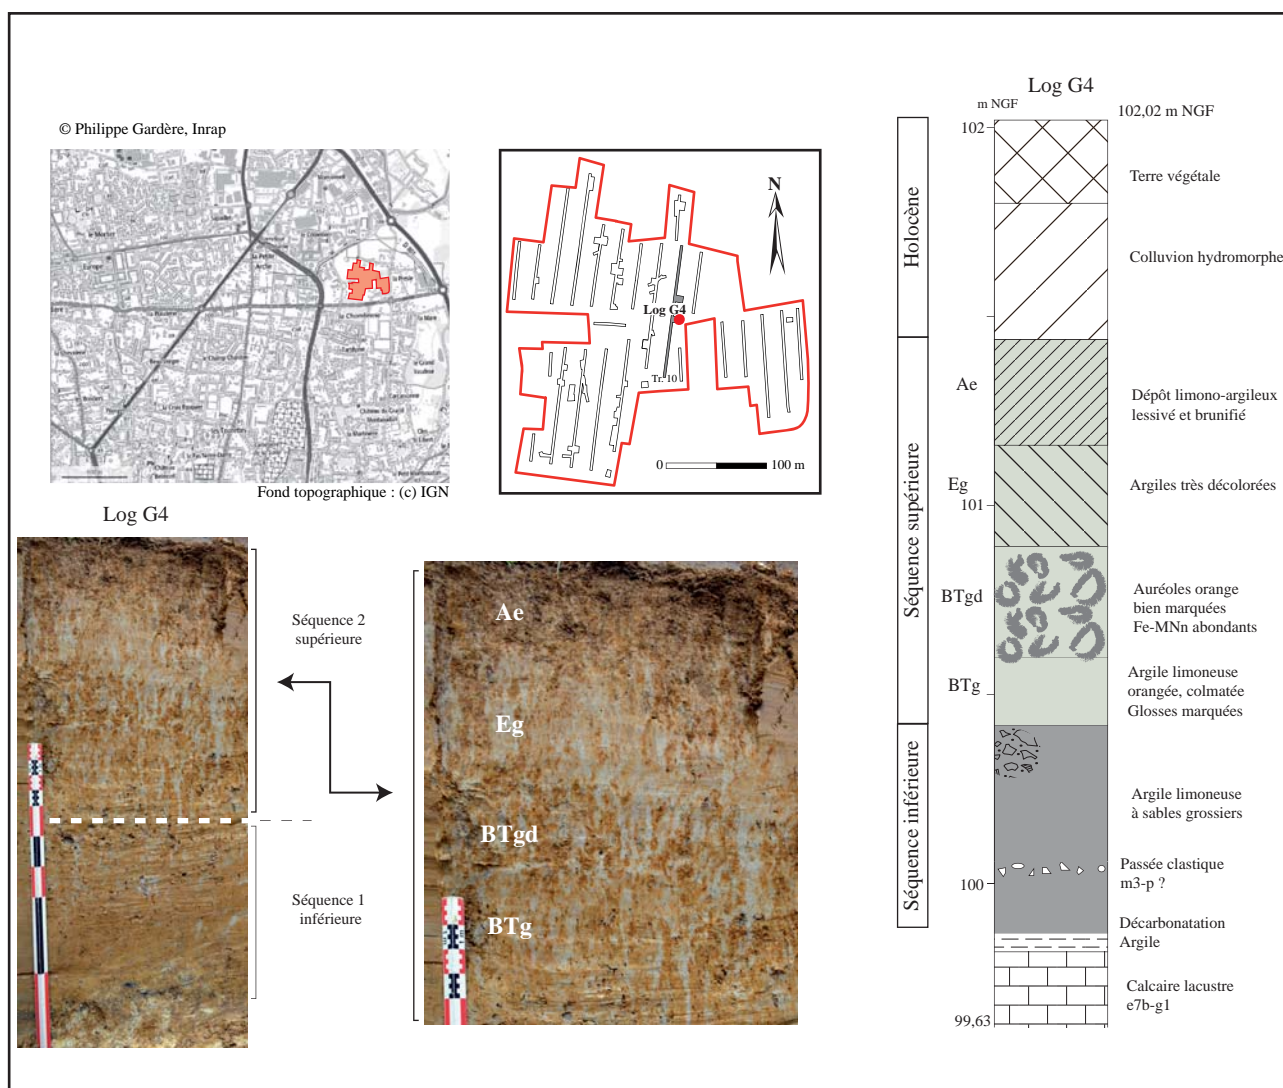 © Philippe Gardère, Inrap
Fond topographique : (c) IGN
N
Log G4
Tr. 10
0 100 m
Log G4
Séquence 2
supérieure
Séquence 1
inférieure
Ae
Eg
BTgd
BTg
Log G4
m NGF
102,02 m NGF
102
101
100
99,63
Holocène
Séquence supérieure
Séquence inférieure
Ae
Eg
BTgd
BTg
Terre végétale
Colluvion hydromorphe
Dépôt limono-argileux
lessivé et brunifié
Argiles très décolorées
Auréoles orange
bien marquées
Fe-MNn abondants
Argile limoneuse
orangée, colmatée
Glosses marquées
Argile limoneuse
à sables grossiers
Passée clastique
m3-p ?
Décarbonatation
Argile
Calcaire lacustre
e7b-g1